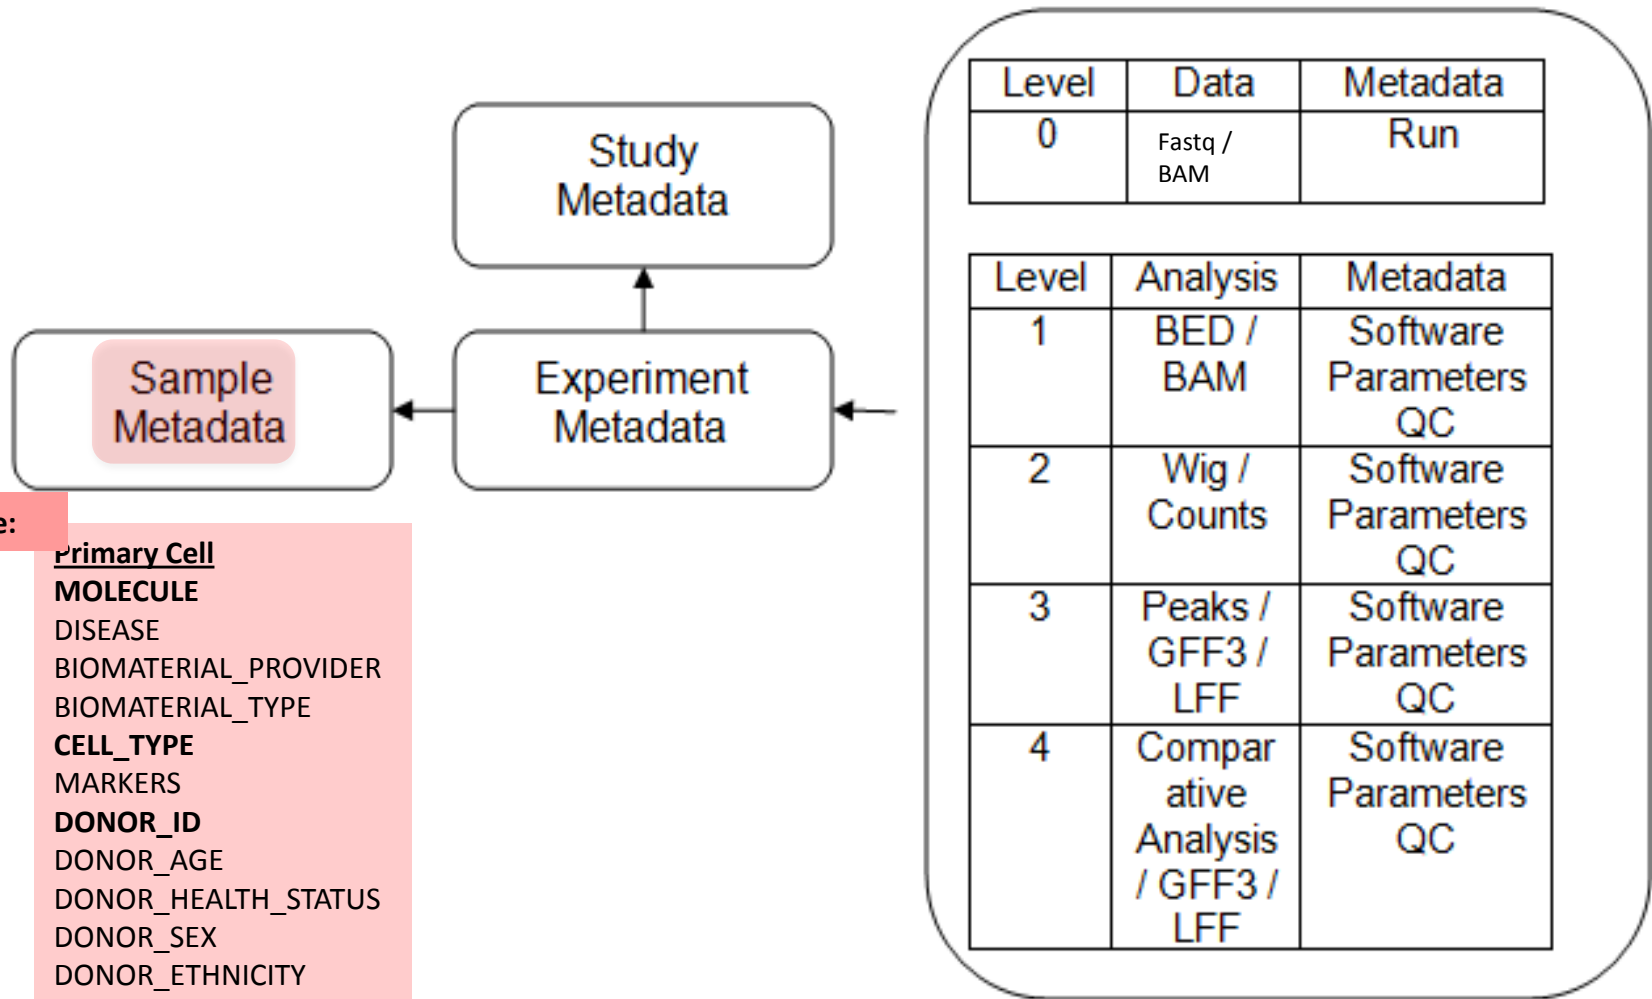 Study
Metadata
Sample
Metadata
Experiment
Metadata
e:
Primary Cell
MOLECULE
DISEASE
BIOMATERIAL_PROVIDER
BIOMATERIAL_TYPE
CELL_TYPE
MARKERS
DONOR_ID
DONOR_AGE
DONOR_HEALTH_STATUS
DONOR_SEX
DONOR_ETHNICITY
Level Data Metadata
0 Fastq / Run
BAM
Level Analysis Metadata
1 BED / Software
BAM Parameters
QC
2 Wig / Software
Counts Parameters
QC
3 Peaks / Software
GFF3 / Parameters
LFF QC
4 Compar Software
ative Parameters
Analysis QC
/ GFF3 /
LFF